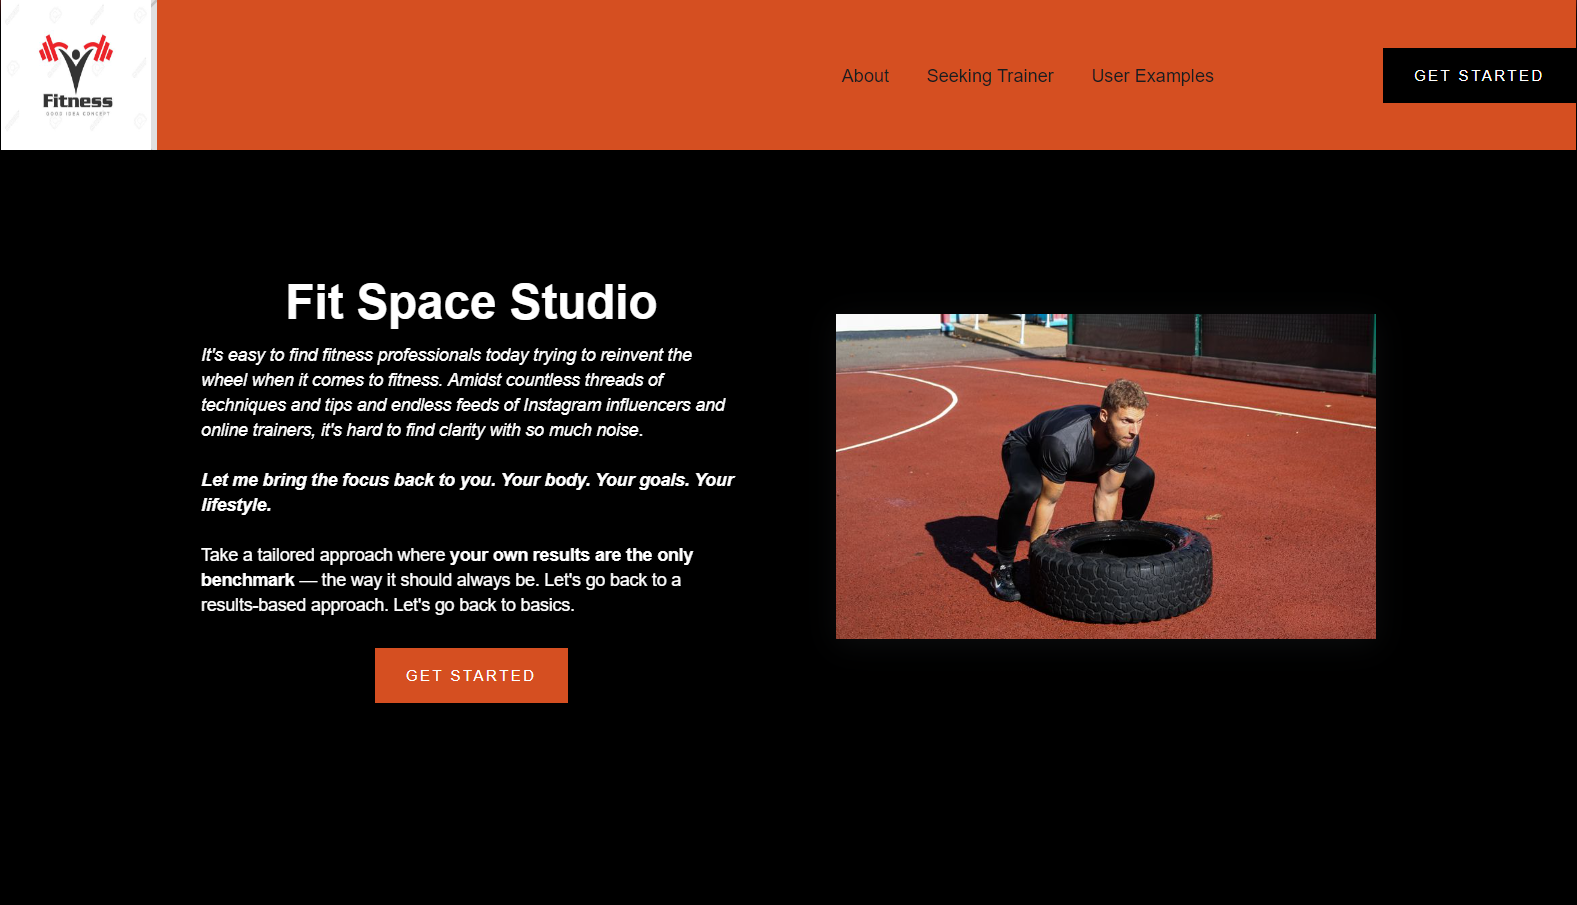 Fitness
GOOD IDEA CONCEPT
About
Seeking Trainer
User Examples
GET STARTED
Fit Space Studio
It's easy to find fitness professionals today trying to reinvent the
wheel when it comes to fitness. Amidst countless threads of
techniques and tips and endless feeds of Instagram influencers and
online trainers, it's hard to find clarity with so much noise.
Let me bring the focus back to you. Your body. Your goals. Your
lifestyle.
Take a tailored approach where your own results are the only
benchmark — the way it should always be. Let's go back to a
results-based approach. Let's go back to basics.
GET STARTED